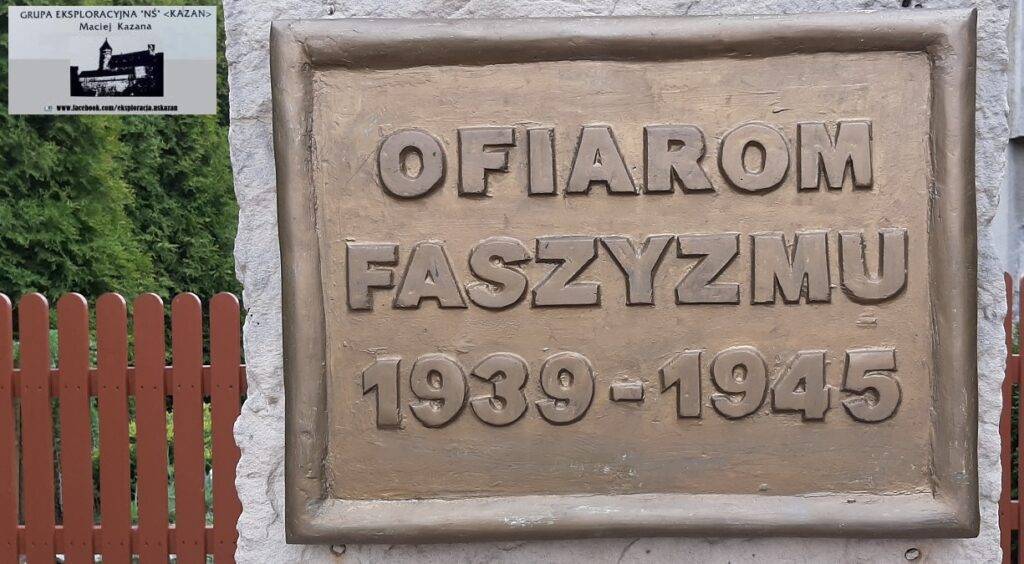 GRUPA EKSPLORACYJNA "NŚ" <KAZAN>
Maciej Kazana
www.facebook.com/eksploracja.nskazan
OFIAROM
FASZYZMU
1939-1945